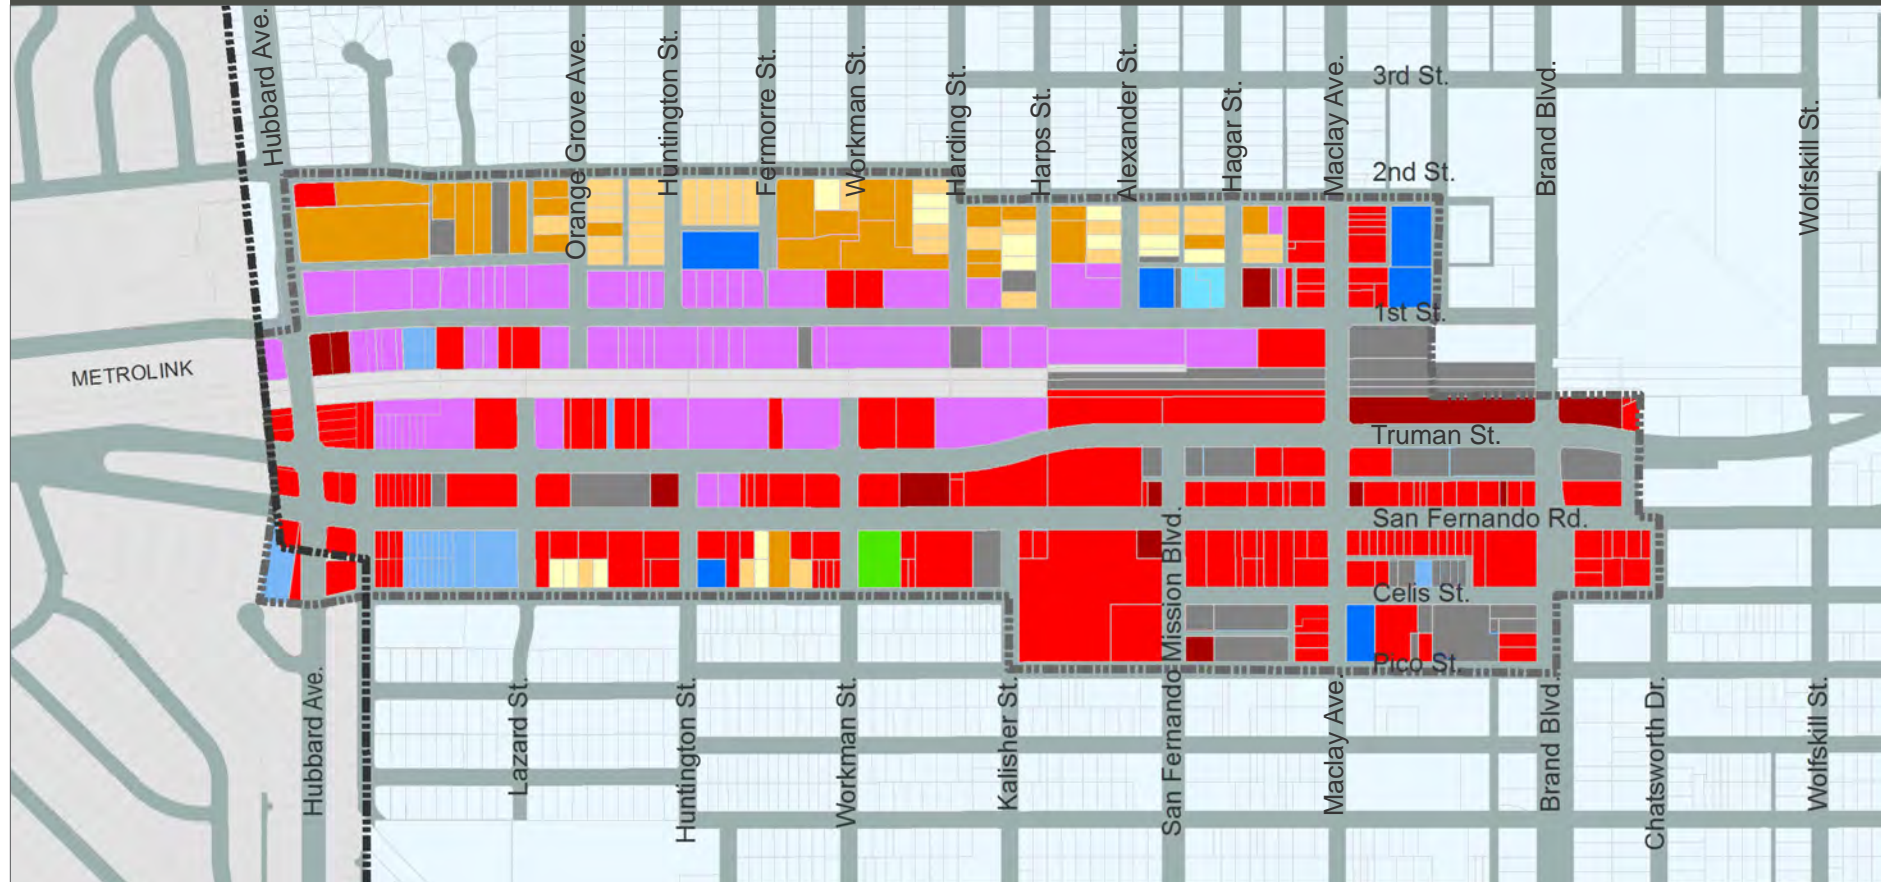 Hubbard Ave.
Orange Grove Ave.
Huntington St.
Fermorre St.
Workman St.
Harding St.
Harps St.
Alexander St.
Hagar St.
Maclay Ave.
Brand Blvd.
Wolfskill St.
3rd St.
2nd St.
1st St.
METROLINK
Truman St.
San Fernando Rd.
Celis St.
Pico St.
Hubbard Ave.
Lazzard St.
Huntington St.
Workman St.
Kalisher St.
San Fernando Mission Blvd.
Maclay Ave.
Brand Blvd.
Chatsworth Dr.
Wolfskill St.